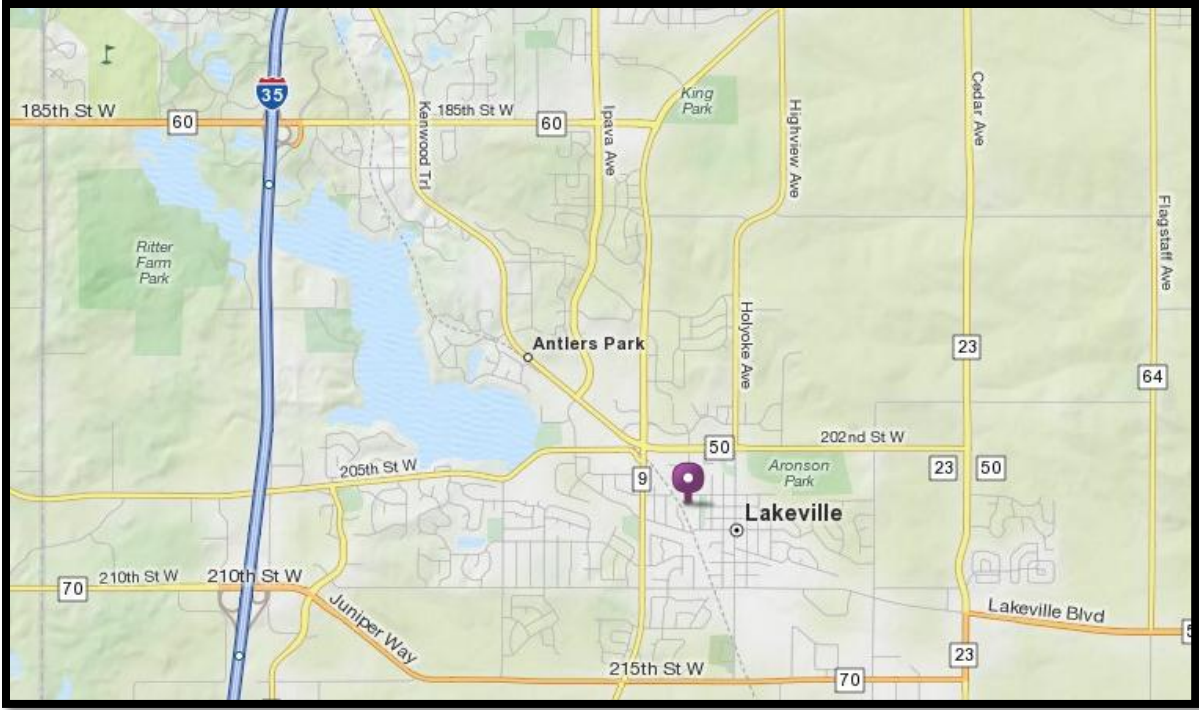 35
185th St W
60
Kenwood Trl
185th St W
60
Ipava Ave
King
Park
Highview Ave
Cedar Ave
Flagstaff Ave
Ritter
Farm
Park
Antlers Park
Holyoke Ave
23
64
50
202nd St W
205th St W
9
Aronson
Park
23
50
Lakeville
70
210th St W
210th St W
Juniper Way
Lakeville Blvd
215th St W
70
23